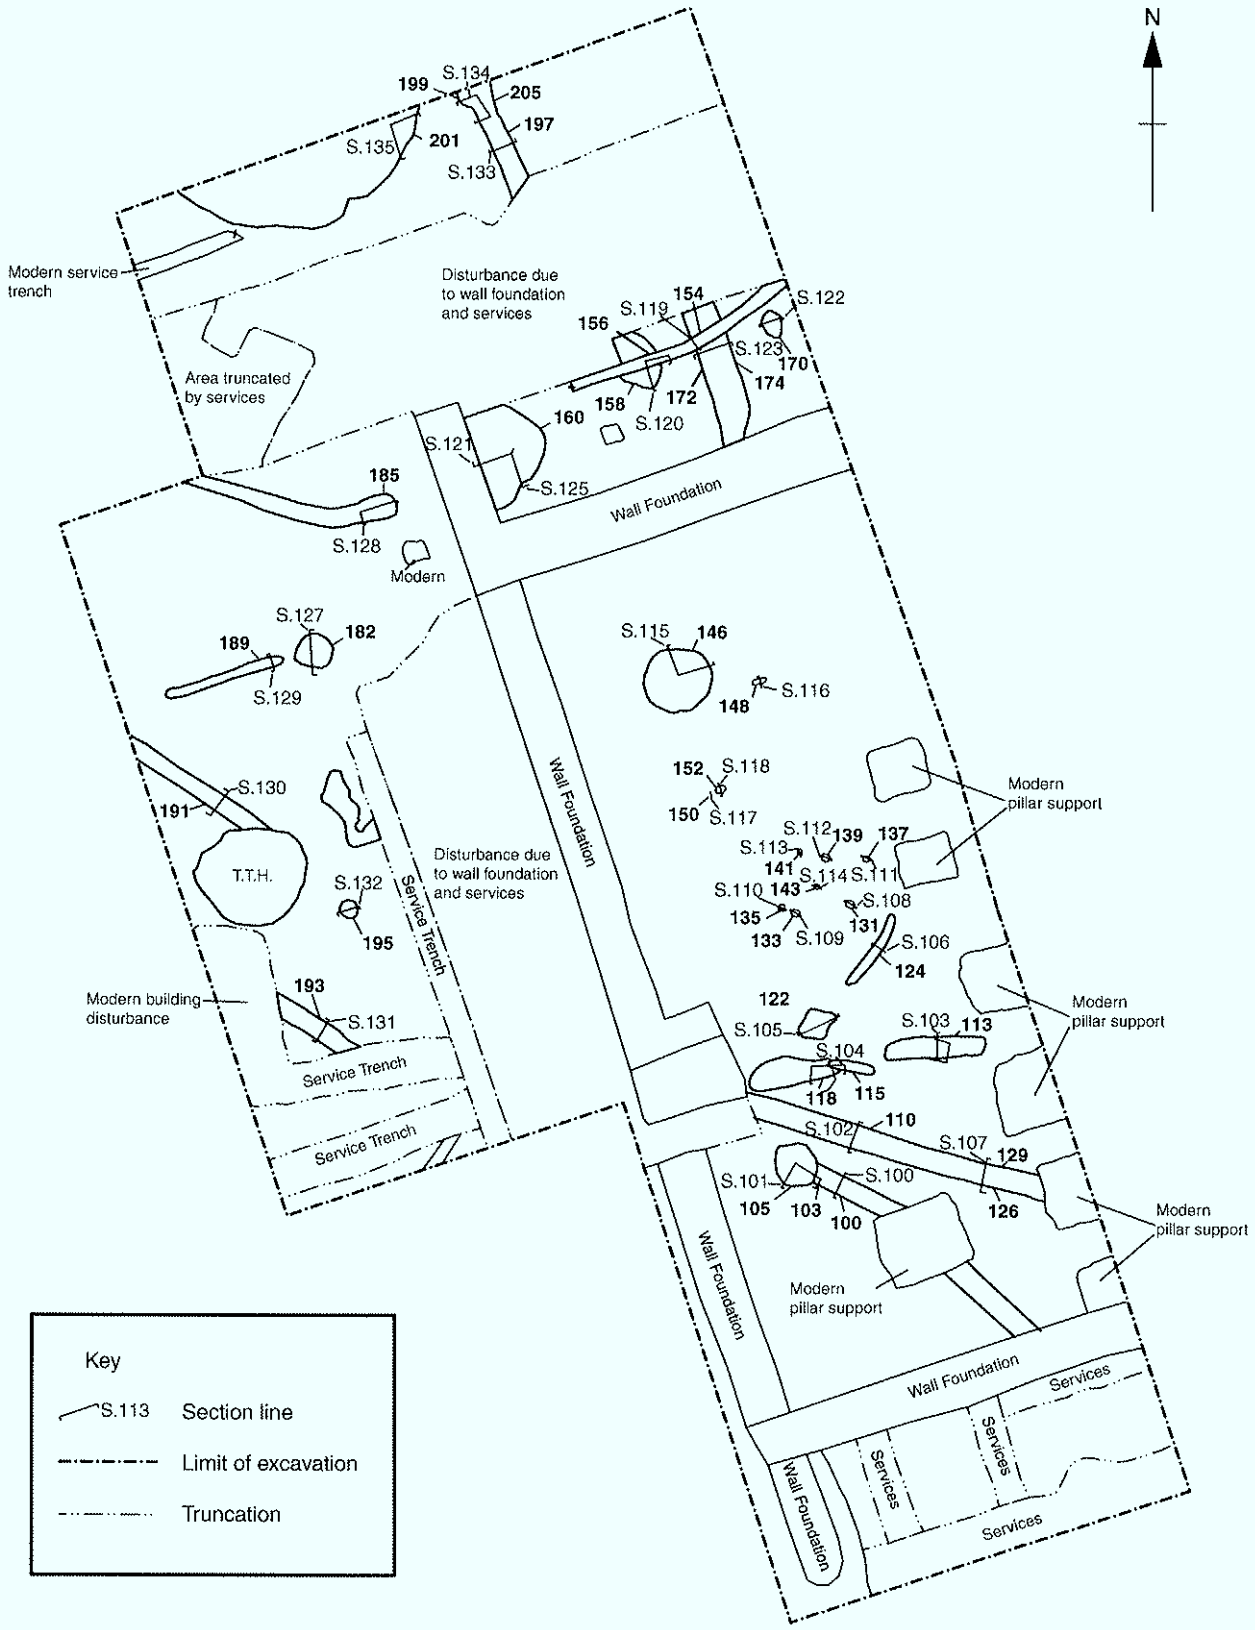 N
S.134
199
205
197
S.135
201
S.133
Modern service
trench
Disturbance due
to wall foundation
and services
154
S.122
S.119
156
S.123
170
174
172
158
S.120
Area truncated
by services
160
S.121
S.125
Wall Foundation
185
S.128
Modern
S.127
182
189
S.129
S.115
146
S.116
148
S.130
191
Wall Foundation
152
S.118
150
S.117
Modern
pillar support
S.112
139
137
S.113
141
S.114
S.111
S.110
143
S.108
135
131
133
S.109
S.106
124
T.T.H.
Disturbance due
to wall foundation
and services
Service Trench
S.132
195
193
S.131
Modern building
disturbance
Service Trench
Service Trench
122
S.105
S.103
113
S.104
118
115
Modern
pillar support
110
S.102
S.107
129
S.101
S.100
105
103
100
126
Modern
pillar support
Wall Foundation
Modern
pillar support
Wall Foundation
Services
Services
Services
Services
Wall Foundation
Key
S.113
Section line
Limit of excavation
Truncation